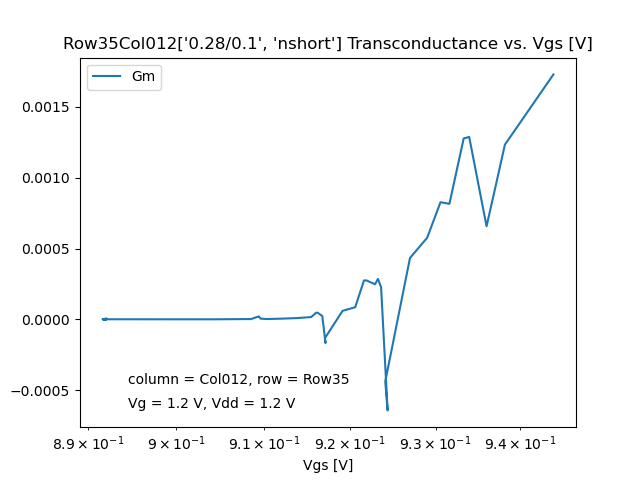 Row35Col012['0.28/0.1', 'nshort'] Transconductance vs. Vgs [V]
Gm
0.0015
0.0010
0.0005
0.0000
−0.0005
column = Col012, row = Row35
Vg = 1.2 V, Vdd = 1.2 V
8.9 × 10⁻¹ 9 × 10⁻¹ 9.1 × 10⁻¹ 9.2 × 10⁻¹ 9.3 × 10⁻¹ 9.4 × 10⁻¹
Vgs [V]